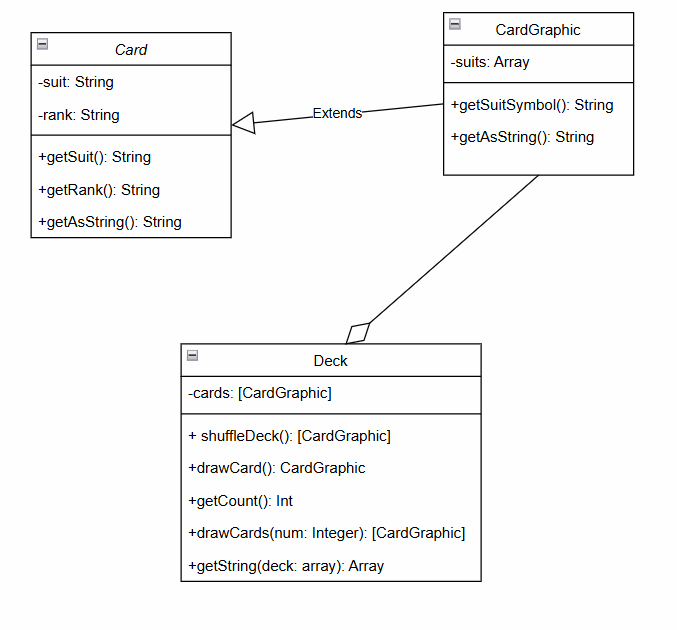 Card
-suit: String
-rank: String
+getSuit(): String
+getRank(): String
+getAsString(): String
Extends
CardGraphic
-suits: Array
+getSuitSymbol(): String
+getAsString(): String
Deck
-cards: [CardGraphic]
+ shuffleDeck(): [CardGraphic]
+drawCard(): CardGraphic
+getCount(): Int
+drawCards(num: Integer): [CardGraphic]
+getString(deck: array): Array